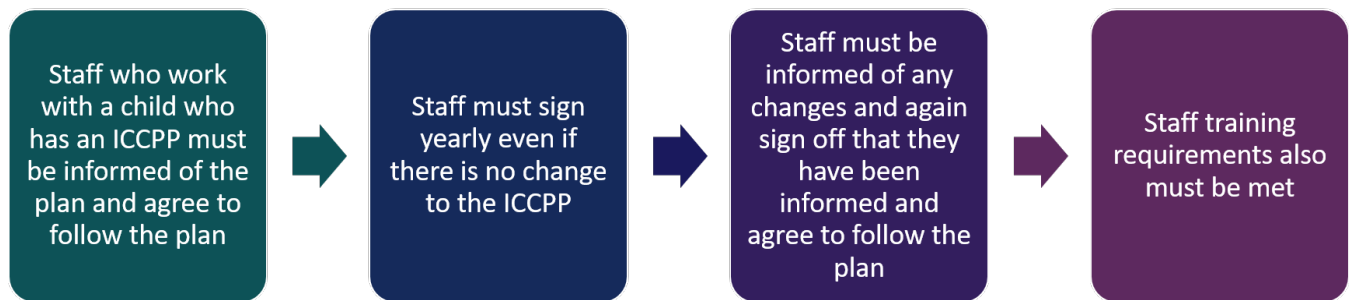 Staff who work
with a child who
has an ICCPP must
be informed of the
plan and agree to
follow the plan
Staff must sign
yearly even if
there is no change
to the ICCPP
Staff must be
informed of any
changes and again
sign off that they
have been
informed and
agree to follow the
plan
Staff training
requirements also
must be met